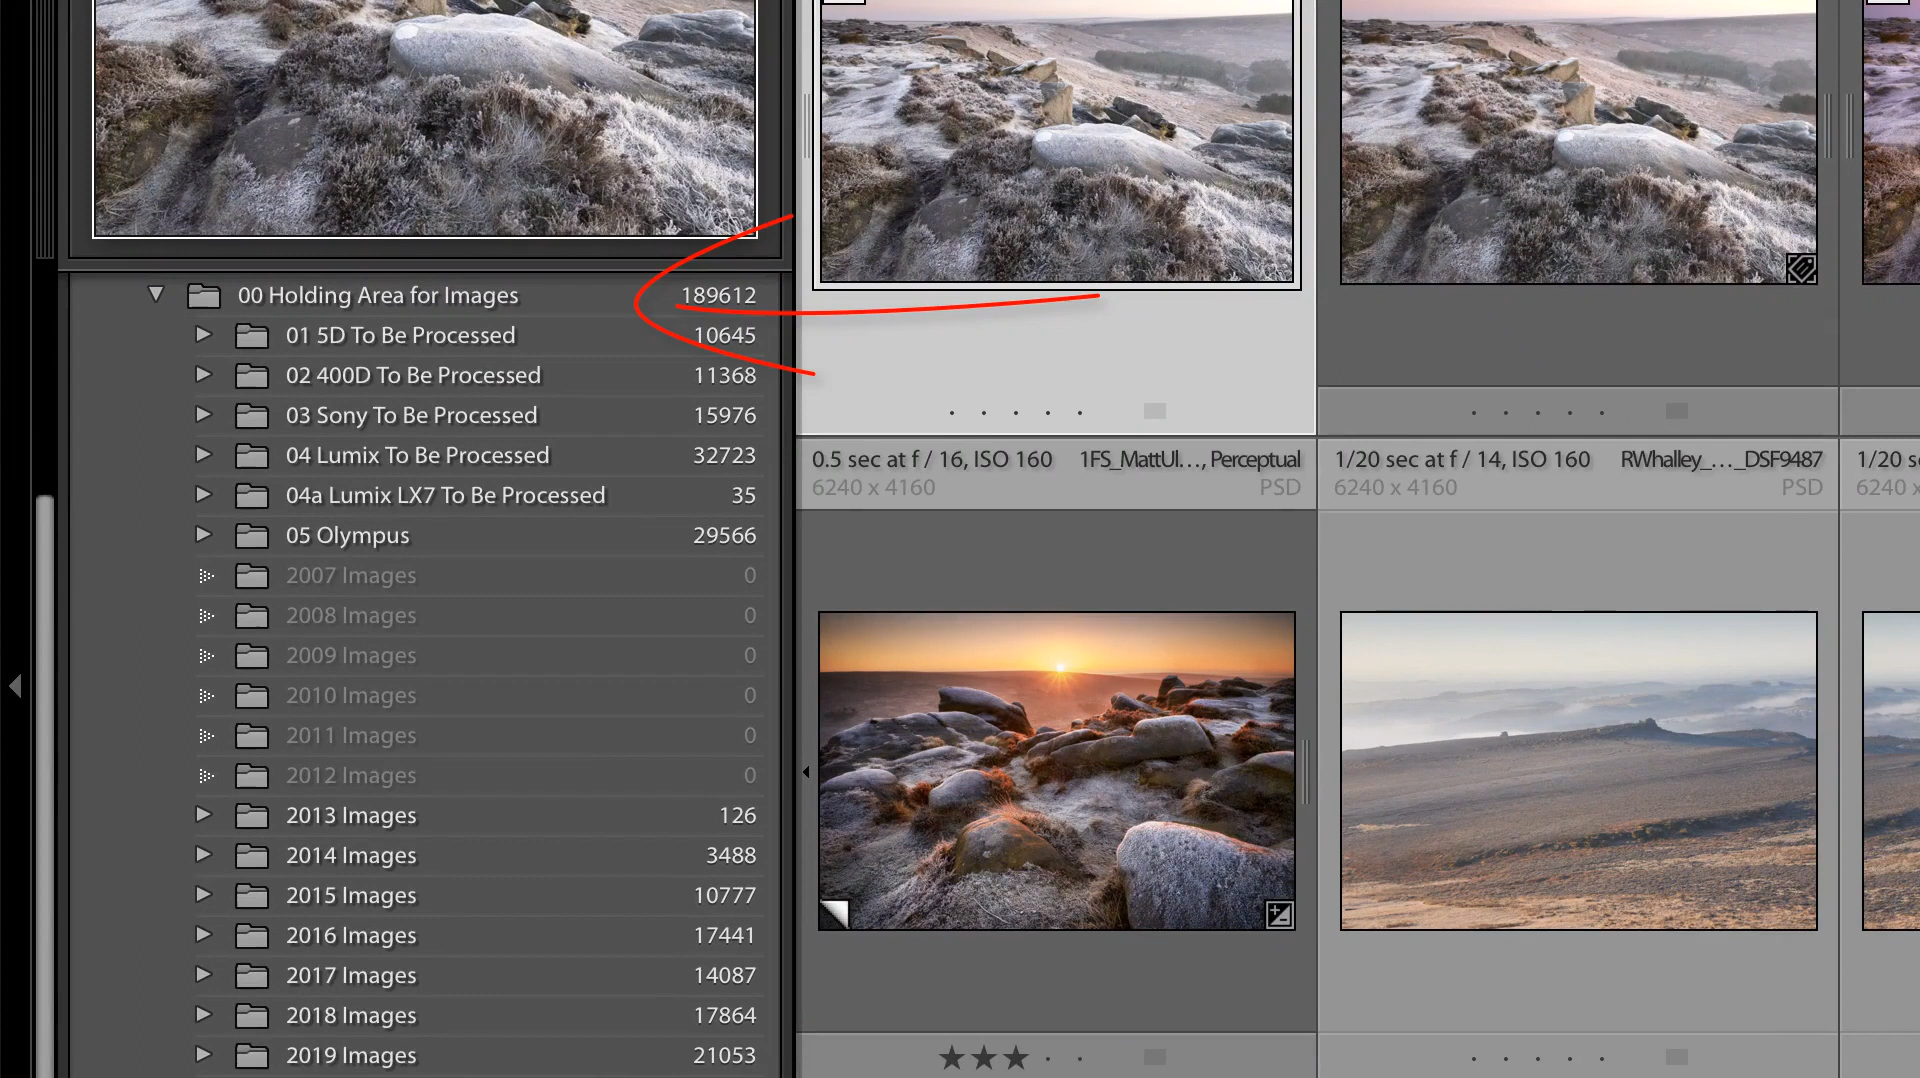 00 Holding Area for Images 189612
01 5D To Be Processed 10645
02 400D To Be Processed 11368
03 Sony To Be Processed 15976
04 Lumix To Be Processed 32723
04a Lumix LX7 To Be Processed 35
05 Olympus 29566
2007 Images 0
2008 Images 0
2009 Images 0
2010 Images 0
2011 Images 0
2012 Images 0
2013 Images 126
2014 Images 3488
2015 Images 10777
2016 Images 17441
2017 Images 14087
2018 Images 17864
2019 Images 21053
0.5 sec at f / 16, ISO 160 1FS_MattUl…, Perceptual
6240 x 4160 PSD
1/20 sec at f / 14, ISO 160 RWhalley_…_DSF9487
6240 x 4160 PSD
1/20 s
6240 x